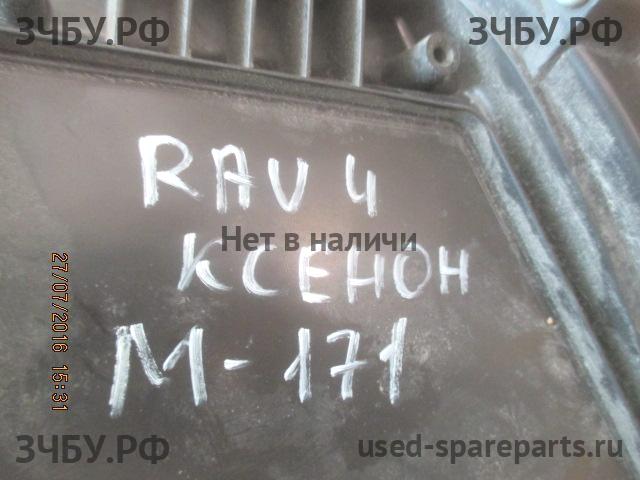 ЗЧБУ.РФ ЗЧБУ.РФ
RAV 4
Нет в наличи
КСЕНОН
М-171
27/07/2016 15:31
ЗЧБУ.РФ used-spareparts.ru